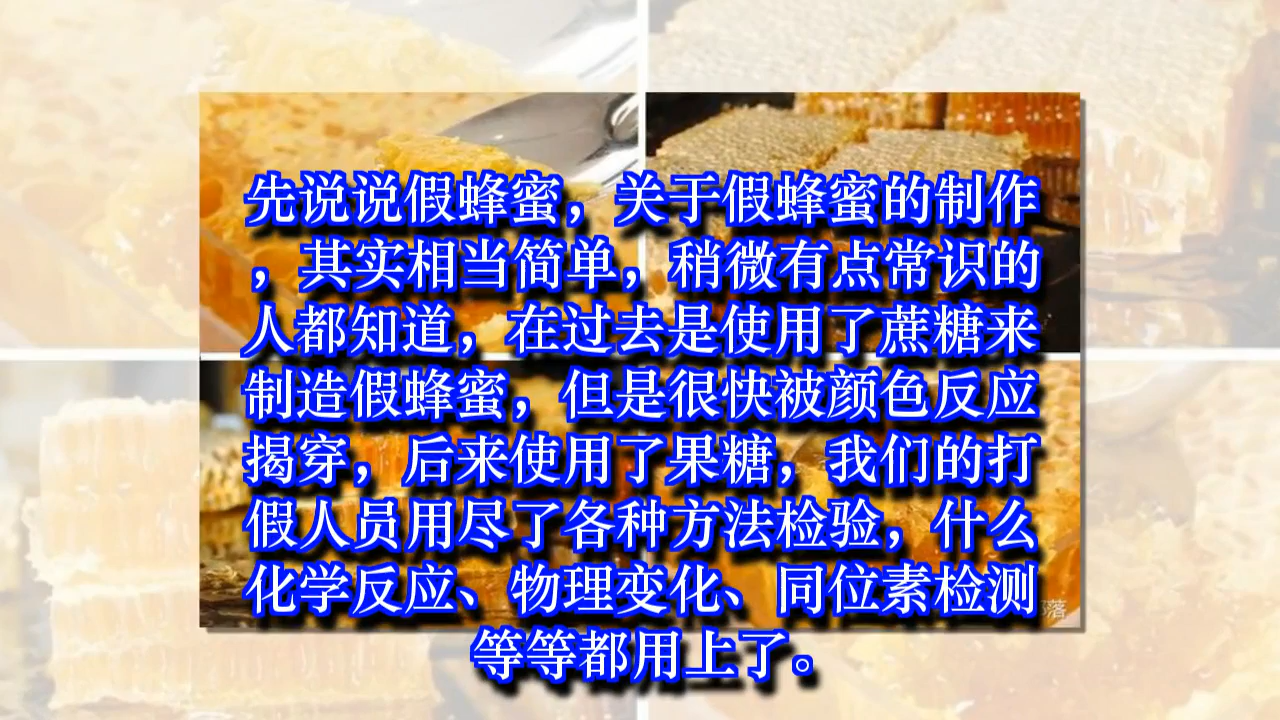 先说说假蜂蜜，关于假蜂蜜的制作
，其实相当简单，稍微有点常识的
人都知道，在过去是使用了蔗糖来
制造假蜂蜜，但是很快被颜色反应
揭穿，后来使用了果糖，我们的打
假人员用尽了各种方法检验，什么
化学反应、物理变化、同位素检测
等等都用上了。
落